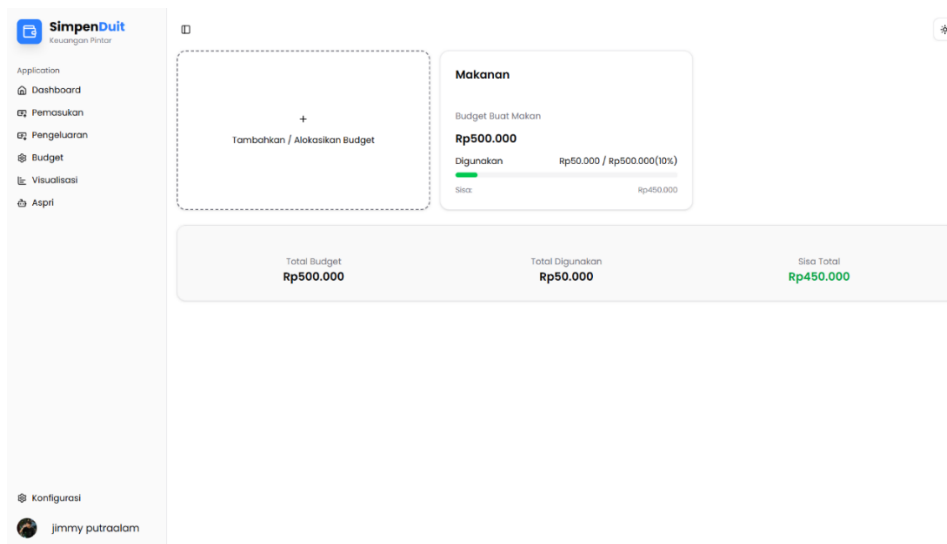 SimpenDuit
Keuangan Pintar
Application
Dashboard
Pemasukan
Pengeluaran
Budget
Visualisasi
Aspri
Konfigurasi
jimmy putraalam
+
Tambahkan / Alokasikan Budget
Makanan
Budget Buat Makan
Rp500.000
Digunakan Rp50.000 / Rp500.000(10%)
Sisa: Rp450.000
Total Budget Total Digunakan Sisa Total
Rp500.000 Rp50.000 Rp450.000